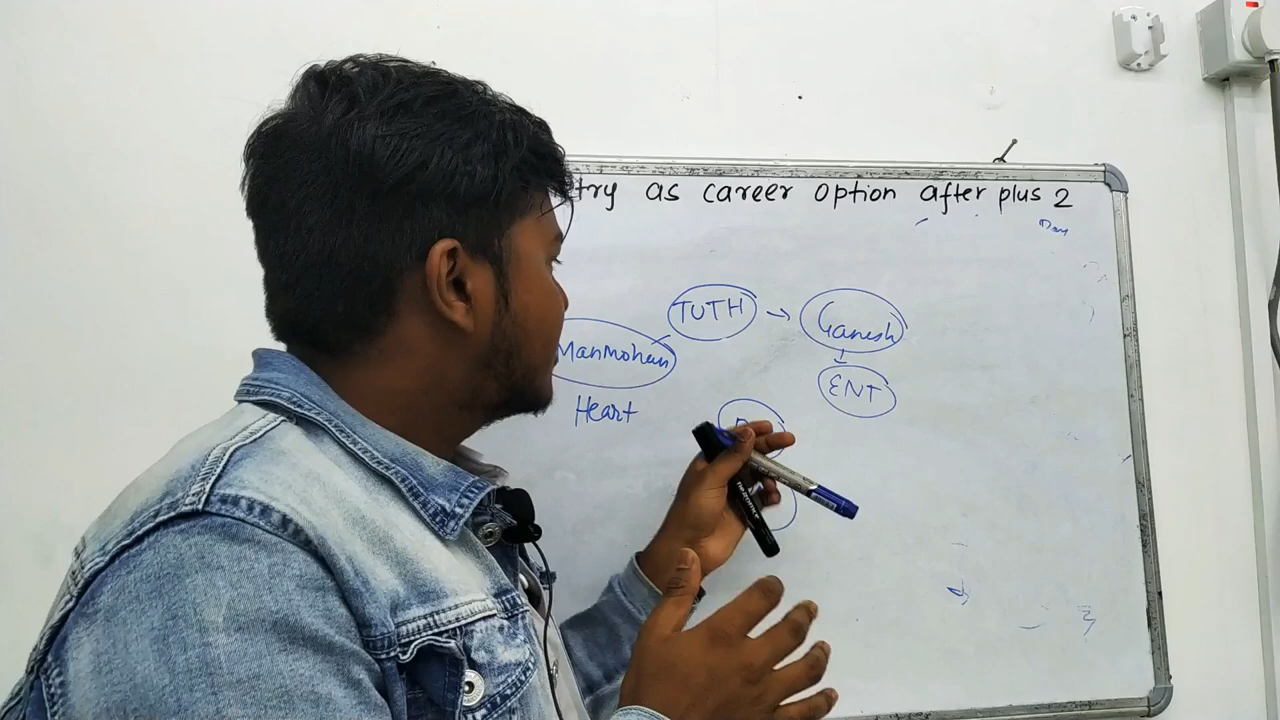 try as career option after plus 2
TUTH → Ganesh
ManMohan
ENT
Heart